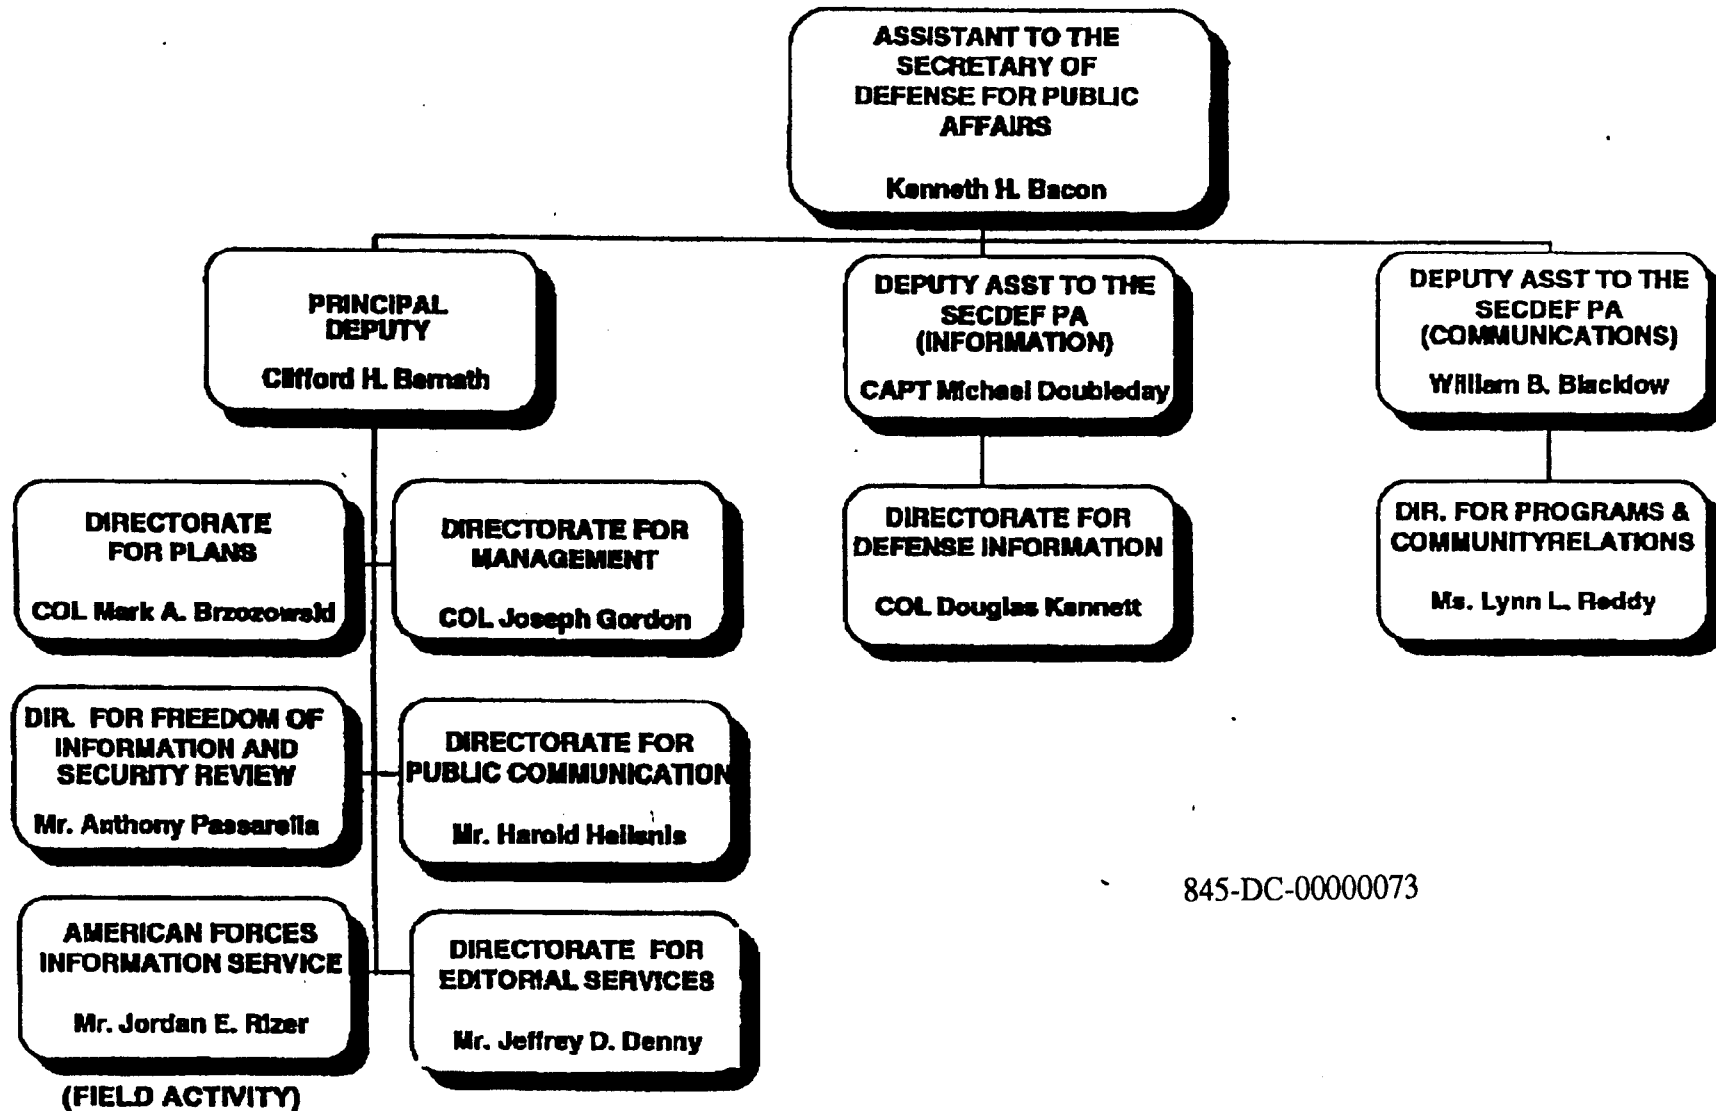 ASSISTANT TO THE
SECRETARY OF
DEFENSE FOR PUBLIC
AFFAIRS
Kenneth H. Bacon
PRINCIPAL
DEPUTY
Clifford H. Bernath
DEPUTY ASST TO THE
SECDEF PA
(INFORMATION)
CAPT Michael Doubleday
DEPUTY ASST TO THE
SECDEF PA
(COMMUNICATIONS)
William B. Blacklow
DIRECTORATE
FOR PLANS
COL Mark A. Brzozowski
DIRECTORATE FOR
MANAGEMENT
COL Joseph Gordon
DIRECTORATE FOR
DEFENSE INFORMATION
COL Douglas Kennett
DIR. FOR PROGRAMS &
COMMUNITYRELATIONS
Ms. Lynn L. Reddy
DIR. FOR FREEDOM OF
INFORMATION AND
SECURITY REVIEW
Mr. Anthony Passarella
DIRECTORATE FOR
PUBLIC COMMUNICATION
Mr. Harold Heilsnis
AMERICAN FORCES
INFORMATION SERVICE
Mr. Jordan E. Rizer
(FIELD ACTIVITY)
DIRECTORATE FOR
EDITORIAL SERVICES
Mr. Jeffrey D. Denny
845-DC-00000073